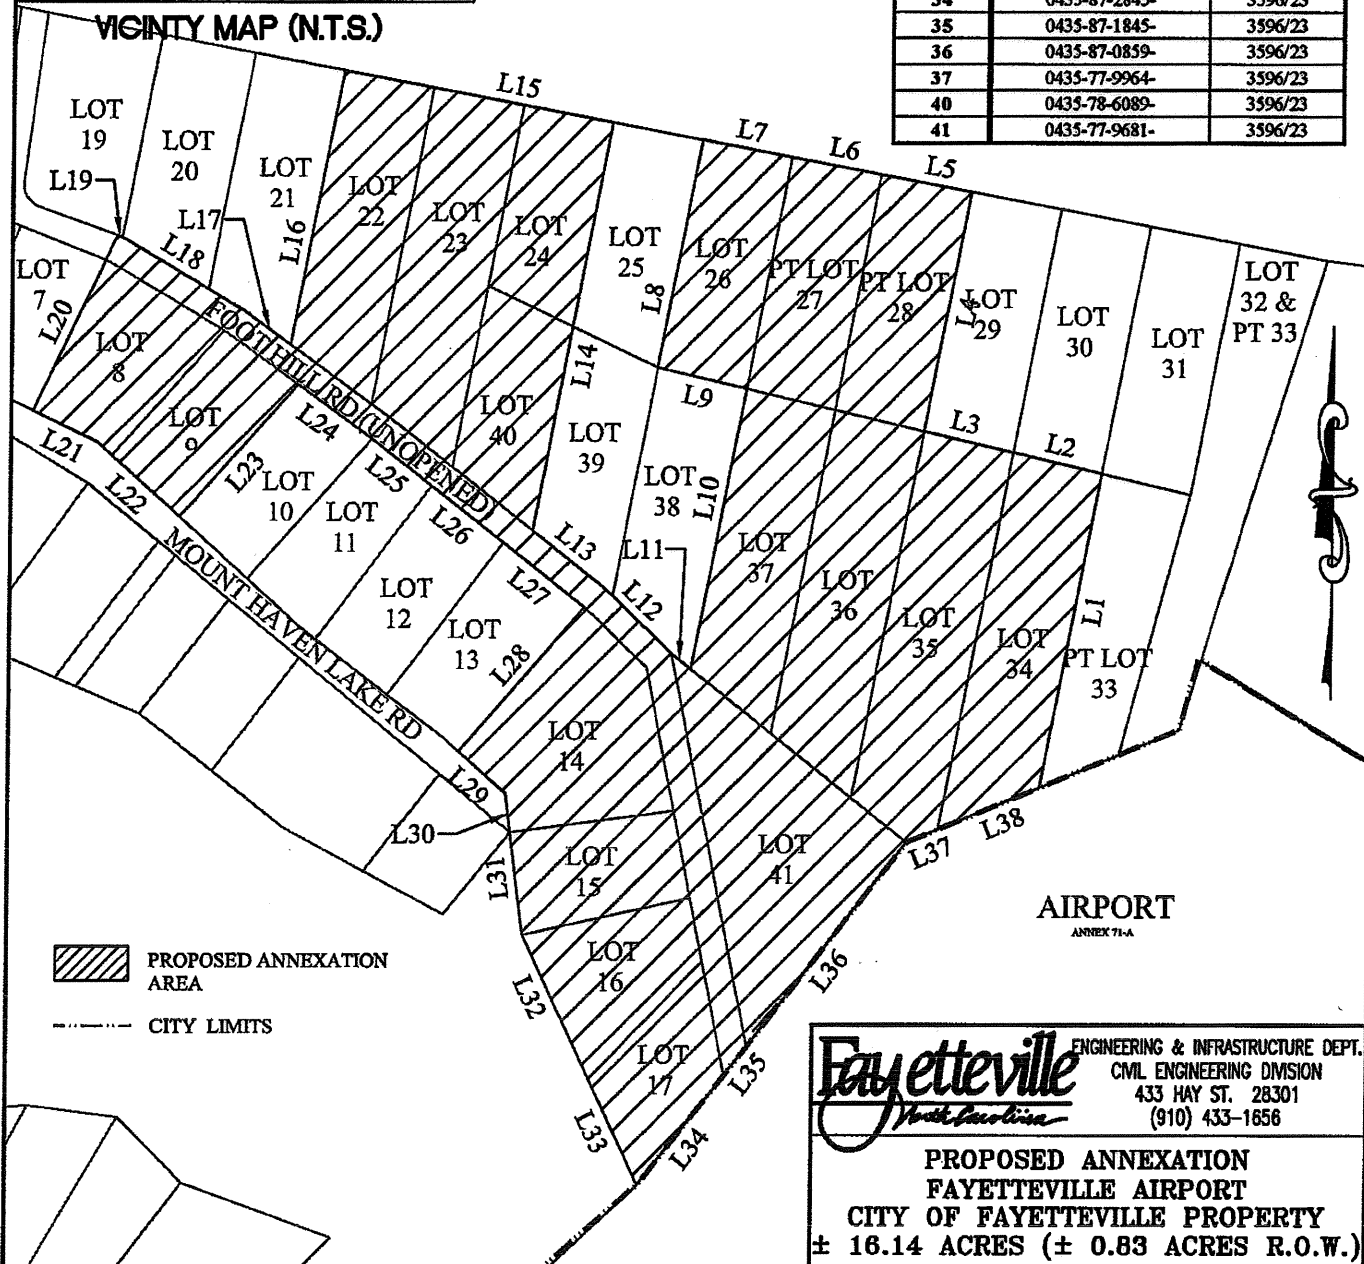 VICINTY MAP (N.T.S.)
34 0435-87-2845- 3596/23
35 0435-87-1845- 3596/23
36 0435-87-0859- 3596/23
37 0435-77-9964- 3596/23
40 0435-78-6089- 3596/23
41 0435-77-9681- 3596/23
L15
L7
L6
L5
LOT
19
LOT
20
LOT
21
LOT
22
LOT
23
LOT
24
LOT
25
LOT
26
PT LOT
27
PT LOT
28
LOT
29
LOT
30
LOT
31
LOT
32 &
PT 33
L19
L17
L18
L16
L8
L4
LOT
7
L20
LOT
8
LOT
9
FOOTHILL RD (UNOPENED)
L14
L9
L3
L2
LOT
40
LOT
39
LOT
38
L10
L21
L22
L23
L24
L25
L26
L27
LOT
10
LOT
11
LOT
12
LOT
13
L28
L13
L12
L11
LOT
37
LOT
36
LOT
35
LOT
34
L1
PT LOT
33
MOUNT HAVEN LAKE RD
LOT
14
L29
L30
L31
LOT
15
LOT
41
L37
L38
AIRPORT
ANNEX 71-A
LOT
16
L32
L36
LOT
17
L33
L34
L35
PROPOSED ANNEXATION
AREA
CITY LIMITS
Fayetteville
North Carolina
ENGINEERING & INFRASTRUCTURE DEPT.
CIVIL ENGINEERING DIVISION
433 HAY ST. 28301
(910) 433-1656
PROPOSED ANNEXATION
FAYETTEVILLE AIRPORT
CITY OF FAYETTEVILLE PROPERTY
± 16.14 ACRES (± 0.83 ACRES R.O.W.)